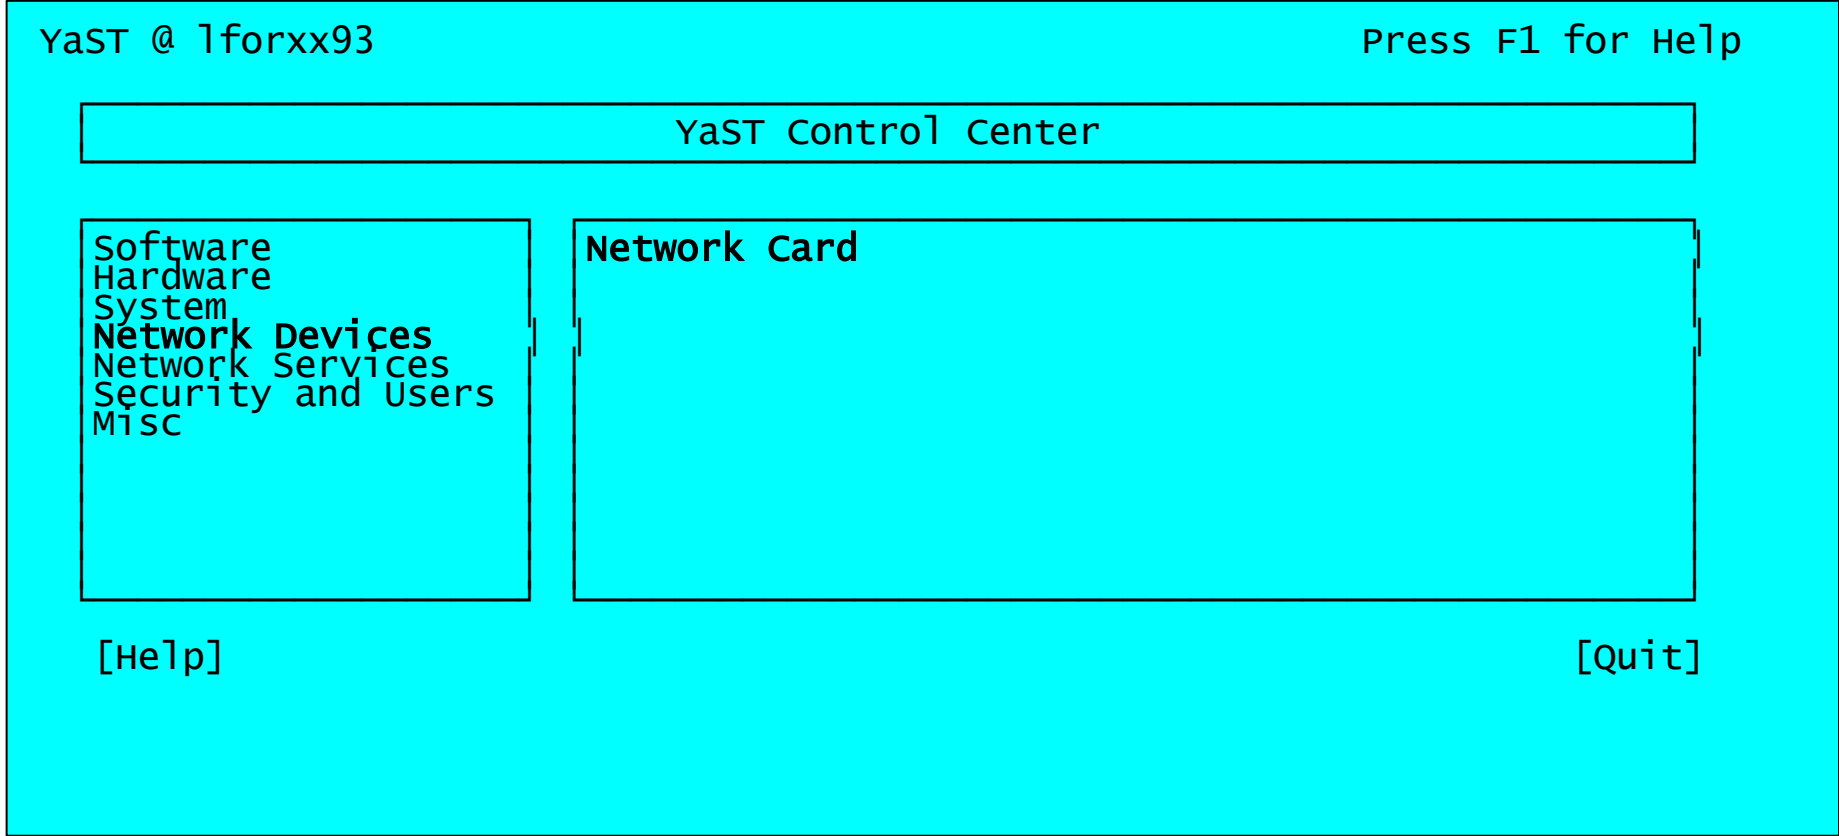 YaST @ lforxx93 Press F1 for Help
YaST Control Center
Software
Hardware
System
Network Devices
Network Services
Security and Users
Misc
Network Card
[Help] [Quit]